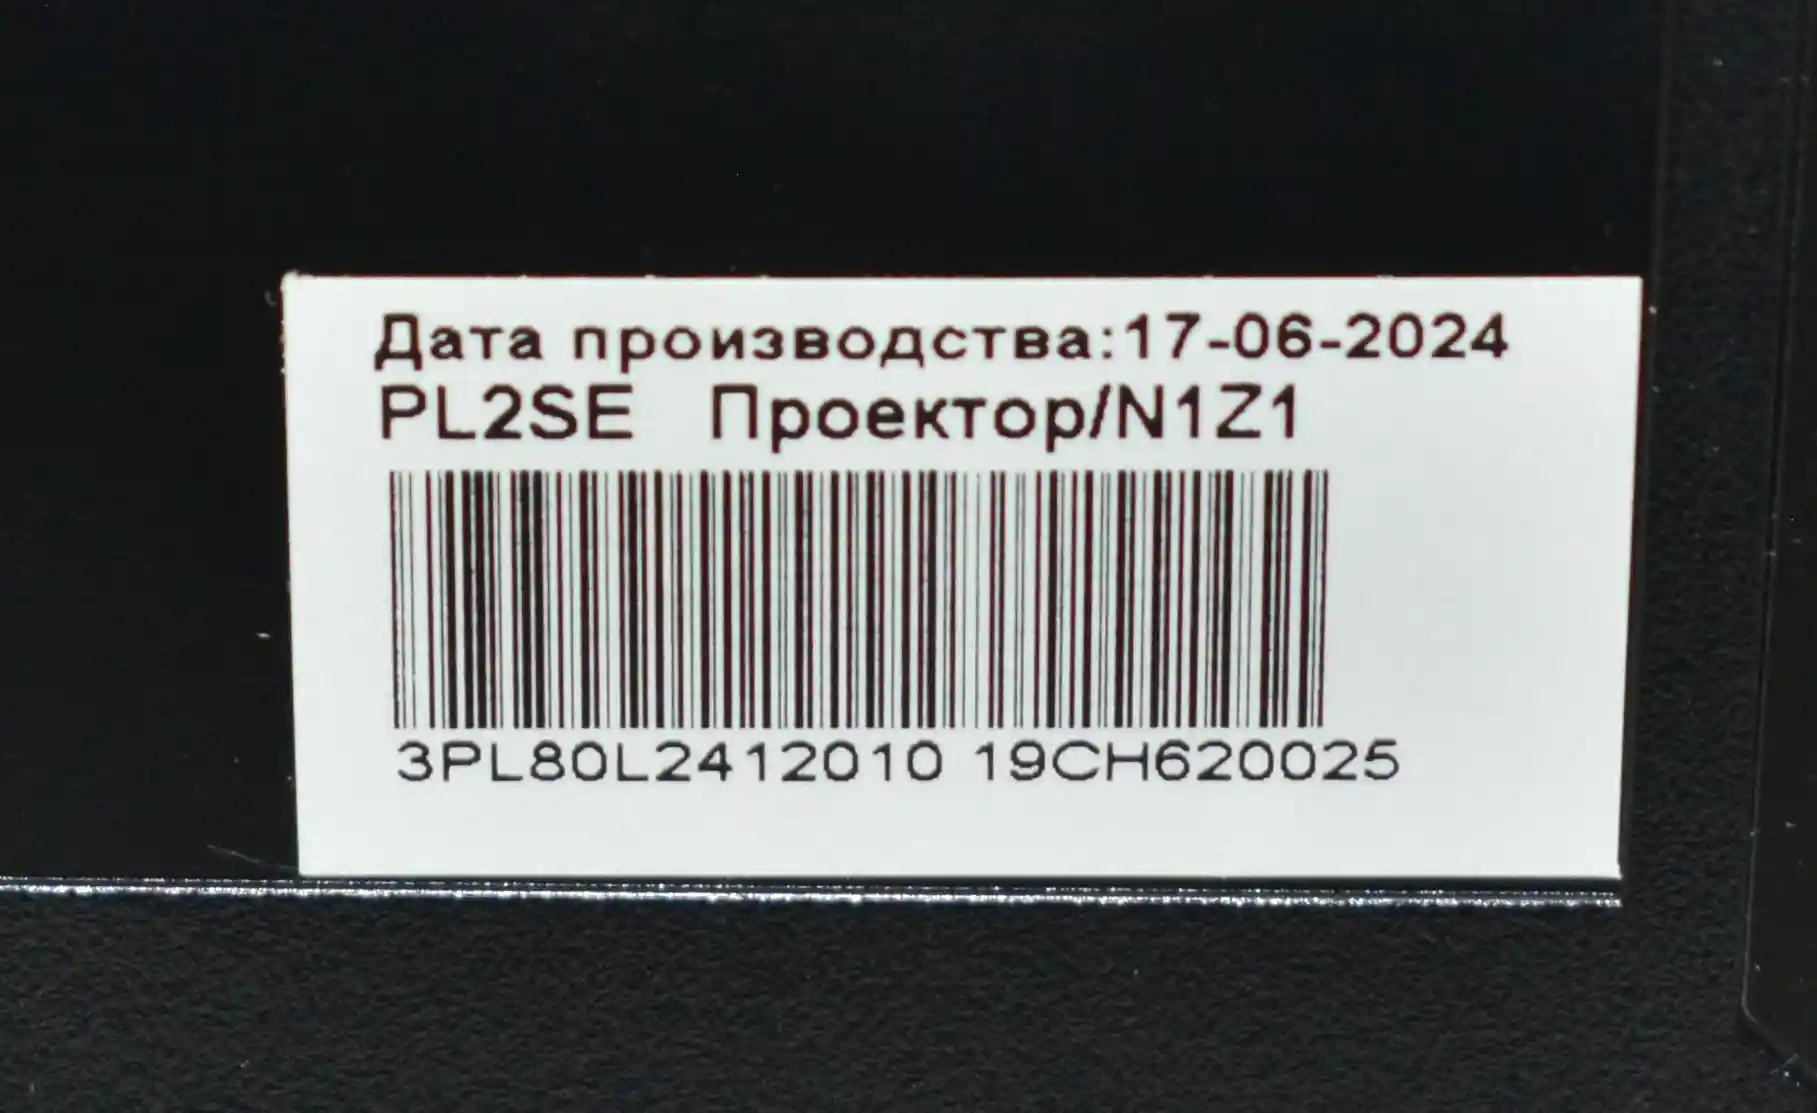 Дата производства:17-06-2024
PL2SE Проектор/N1Z1
3PL80L2412010 19CH620025